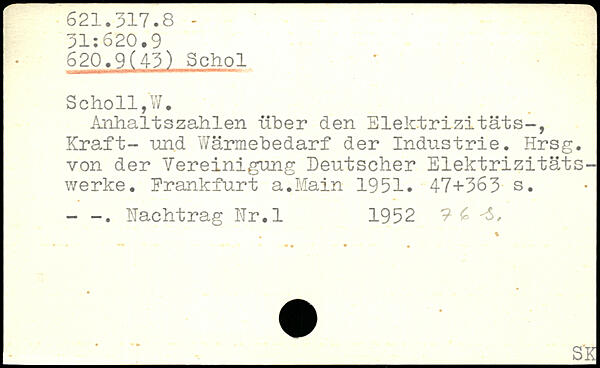 621.317.8
31:620.9
620.9(43) Schol
Scholl,W.
Anhaltszahlen über den Elektrizitäts-,
Kraft- und Wärmebedarf der Industrie. Hrsg.
von der Vereinigung Deutscher Elektrizitäts-
werke. Frankfurt a.Main 1951. 47+363 s.
- -. Nachtrag Nr.1 1952 76 s.
SK